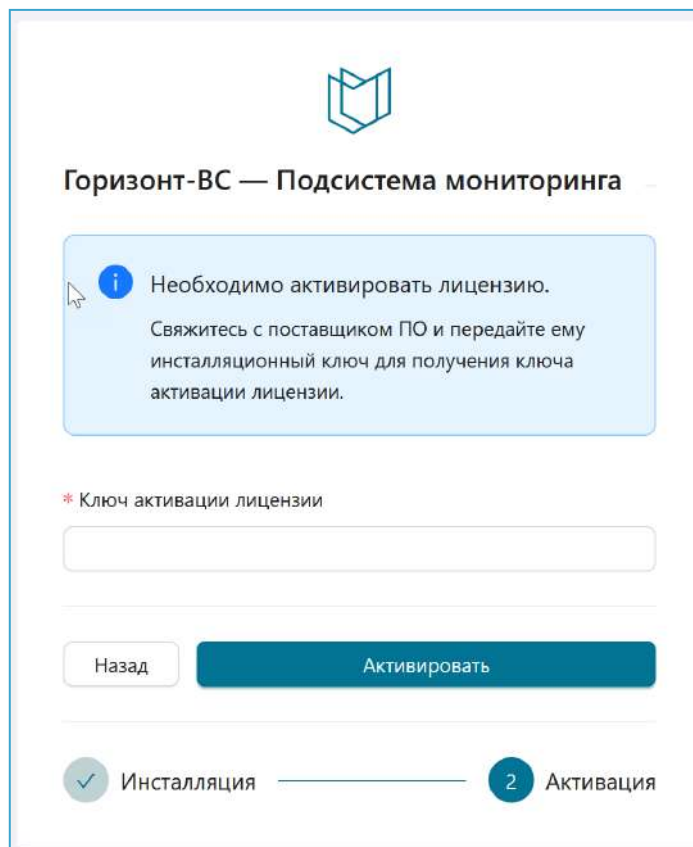 Горизонт-ВС — Подсистема мониторинга
Необходимо активировать лицензию.
Свяжитесь с поставщиком ПО и передайте ему
инсталляционный ключ для получения ключа
активации лицензии.
* Ключ активации лицензии
Назад
Активировать
Инсталляция
2 Активация